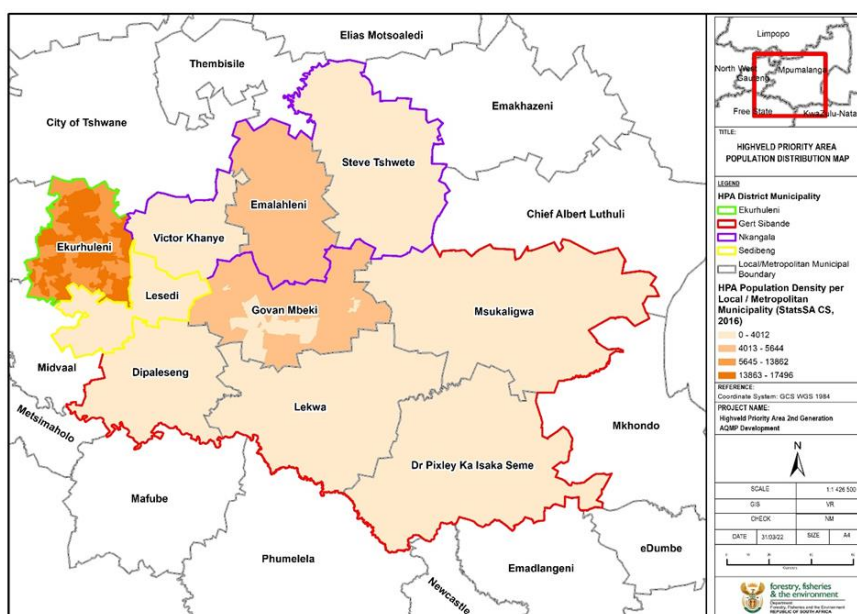 Elias Motsoaledi
Thembisile
Emakhazeni
City of Tshwane
Steve Tshwete
Emalahleni
Chief Albert Luthuli
Victor Khanye
Ekurhuleni
Lesedi
Govan Mbeki
Msukaligwa
Midvaal
Dipaleseng
Lekwa
Metsimaholo
Mkhondo
Dr Pixley Ka Isaka Seme
Mafube
Phumelela
eDumbe
Emadlangeni
Newcastle
Limpopo
North West
Mpumalanga
Gauteng
Free State
KwaZulu-Natal
TITLE:
HIGHVELD PRIORITY AREA
POPULATION DISTRIBUTION MAP
LEGEND
HPA District Municipality
Ekurhuleni
Gert Sibande
Nkangala
Sedibeng
Local/Metropolitan Municipal
Boundary
HPA Population Density per
Local / Metropolitan
Municipality (StatsSA CS,
2016)
0 - 4012
4013 - 5644
5645 - 13862
13863 - 17496
REFERENCE:
Coordinate System: GCS WGS 1984
PROJECT NAME:
Highveld Priority Area 2nd Generation
AQMP Development
N
SCALE 1:1 426 500
GIS VR
CHECK NM
DATE 31/03/22 SIZE A4
forestry, fisheries
& the environment
Department:
Forestry, Fisheries and the Environment
REPUBLIC OF SOUTH AFRICA